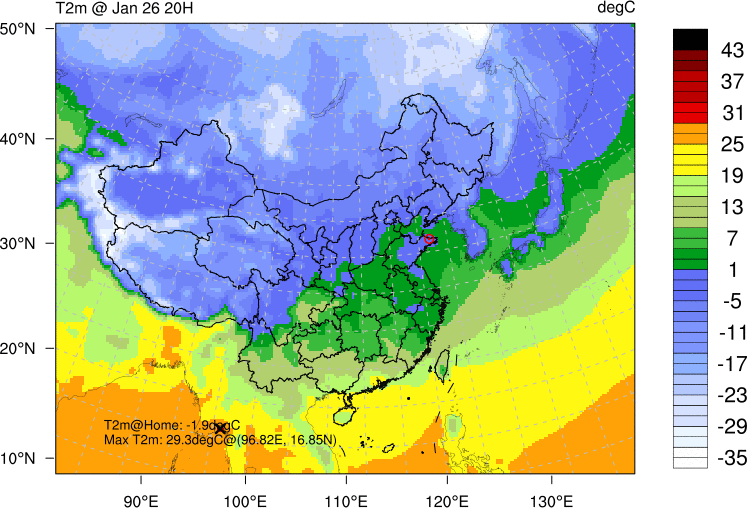 T2m @ Jan 26 20H
degC
50°N
40°N
30°N
20°N
10°N
90°E
100°E
110°E
120°E
130°E
T2m@Home: -1.9degC
Max T2m: 29.3degC@(96.82E, 16.85N)
43
37
31
25
19
13
7
1
-5
-11
-17
-23
-29
-35